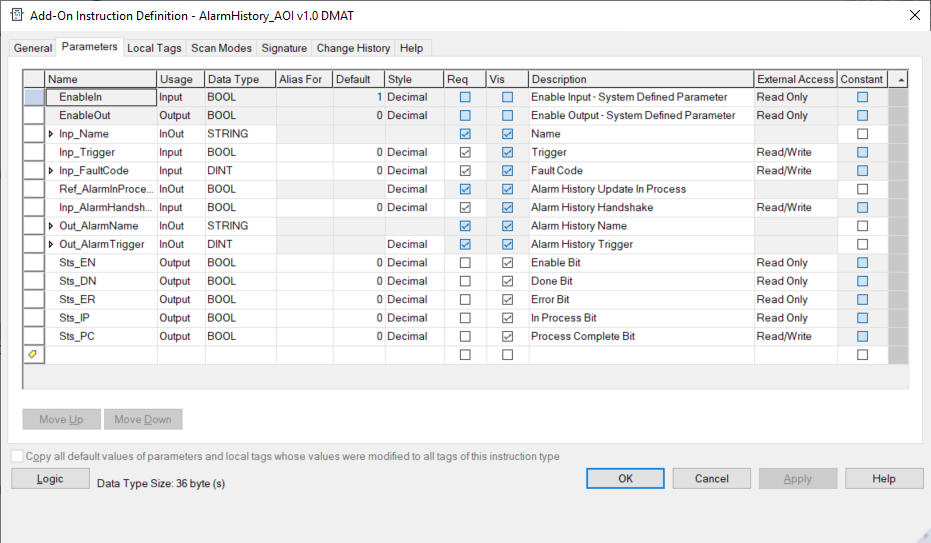 Add-On Instruction Definition - AlarmHistory_AOI v1.0 DMAT
General Parameters Local Tags Scan Modes Signature Change History Help
Name Usage Data Type Alias For Default Style Req Vis Description External Access Constant
EnableIn Input BOOL 1 Decimal Enable Input - System Defined Parameter Read Only
EnableOut Output BOOL 0 Decimal Enable Output - System Defined Parameter Read Only
Inp_Name InOut STRING Name
Inp_Trigger Input BOOL 0 Decimal Trigger Read/Write
Inp_FaultCode Input DINT 0 Decimal Fault Code Read/Write
Ref_AlarmInProce... InOut BOOL Decimal Alarm History Update In Process
Inp_AlarmHandsh... Input BOOL 0 Decimal Alarm History Handshake Read/Write
Out_AlarmName InOut STRING Alarm History Name
Out_AlarmTrigger InOut DINT Decimal Alarm History Trigger
Sts_EN Output BOOL 0 Decimal Enable Bit Read Only
Sts_DN Output BOOL 0 Decimal Done Bit Read Only
Sts_ER Output BOOL 0 Decimal Error Bit Read Only
Sts_IP Output BOOL 0 Decimal In Process Bit Read Only
Sts_PC Output BOOL 0 Decimal Process Complete Bit Read/Write
Move Up Move Down
Copy all default values of parameters and local tags whose values were modified to all tags of this instruction type
Logic Data Type Size: 36 byte (s) OK Cancel Apply Help